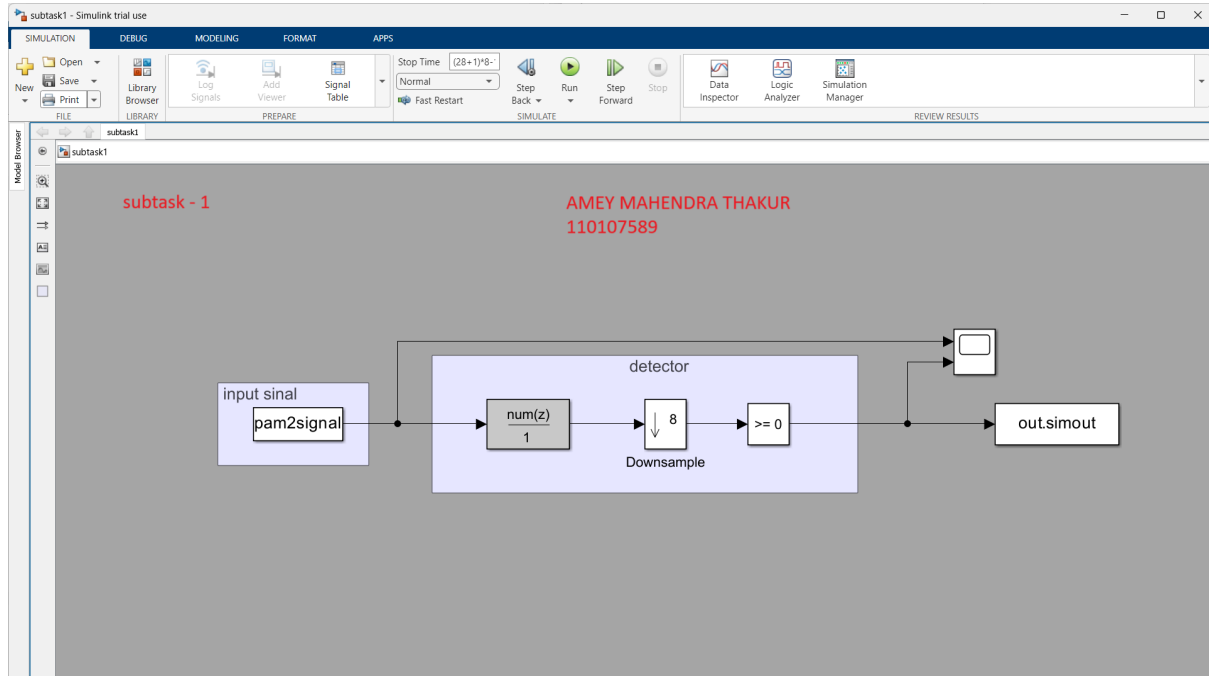 subtask1 - Simulink trial use
SIMULATION DEBUG MODELING FORMAT APPS
New
Open
Save
Print
FILE
Library
Browser
LIBRARY
Log
Signals
Add
Viewer
Signal
Table
PREPARE
Stop Time (28+1)*8-
Normal
Fast Restart
Step
Back
Run
Step
Forward
Stop
SIMULATE
Data
Inspector
Logic
Analyzer
Simulation
Manager
REVIEW RESULTS
Model Browser
subtask1
subtask1
subtask - 1
AMEY MAHENDRA THAKUR
110107589
input sinal
pam2signal
detector
num(z)
1
8
Downsample
>= 0
out.simout